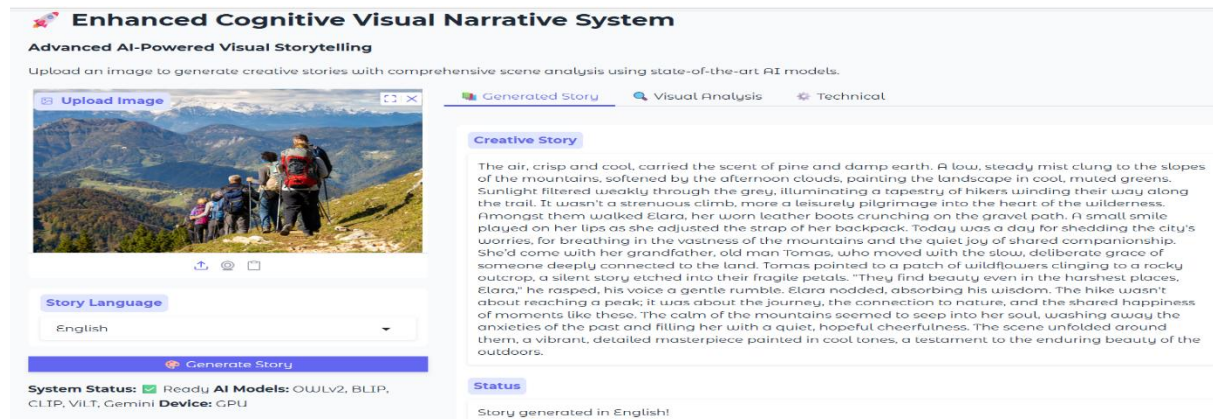 🚀 Enhanced Cognitive Visual Narrative System
Advanced AI-Powered Visual Storytelling
Upload an image to generate creative stories with comprehensive scene analysis using state-of-the-art AI models.
Upload Image
Story Language
English
Generate Story
System Status: ✅ Ready AI Models: OWLv2, BLIP,
CLIP, ViLT, Gemini Device: GPU
Generated Story Visual Analysis Technical
Creative Story
The air, crisp and cool, carried the scent of pine and damp earth. A low, steady mist clung to the slopes
of the mountains, softened by the afternoon clouds, painting the landscape in cool, muted greens.
Sunlight filtered weakly through the grey, illuminating a tapestry of hikers winding their way along
the trail. It wasn't a strenuous climb, more a leisurely pilgrimage into the heart of the wilderness.
Amongst them walked Elara, her worn leather boots crunching on the gravel path. A small smile
played on her lips as she adjusted the strap of her backpack. Today was a day for shedding the city's
worries, for breathing in the vastness of the mountains and the quiet joy of shared companionship.
She'd come with her grandfather, old man Tomas, who moved with the slow, deliberate grace of
someone deeply connected to the land. Tomas pointed to a patch of wildflowers clinging to a rocky
outcrop, a silent story etched into their fragile petals. "They find beauty even in the harshest places,
Elara," he rasped, his voice a gentle rumble. Elara nodded, absorbing his wisdom. The hike wasn't
about reaching a peak; it was about the journey, the connection to nature, and the shared happiness
of moments like these. The calm of the mountains seemed to seep into her soul, washing away the
anxieties of the past and filling her with a quiet, hopeful cheerfulness. The scene unfolded around
them, a vibrant, detailed masterpiece painted in cool tones, a testament to the enduring beauty of the
outdoors.
Status
Story generated in English!